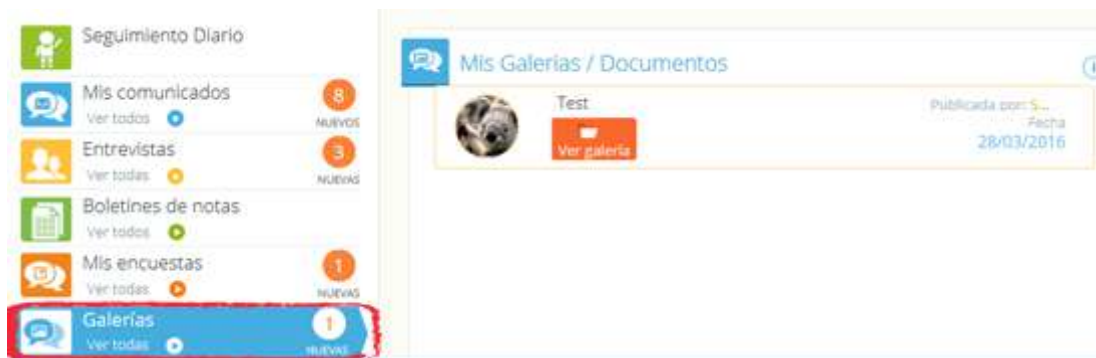 Seguimiento Diario
Mis comunicados
Ver todos
8
NUEVOS
Entrevistas
Ver todas
3
NUEVAS
Boletines de notas
Ver todos
Mis encuestas
Ver todas
1
NUEVAS
Galerías
Ver todas
1
NUEVAS
Mis Galerias / Documentos
i
Test
Ver galería
Publicada por: S...
Fecha
28/03/2016